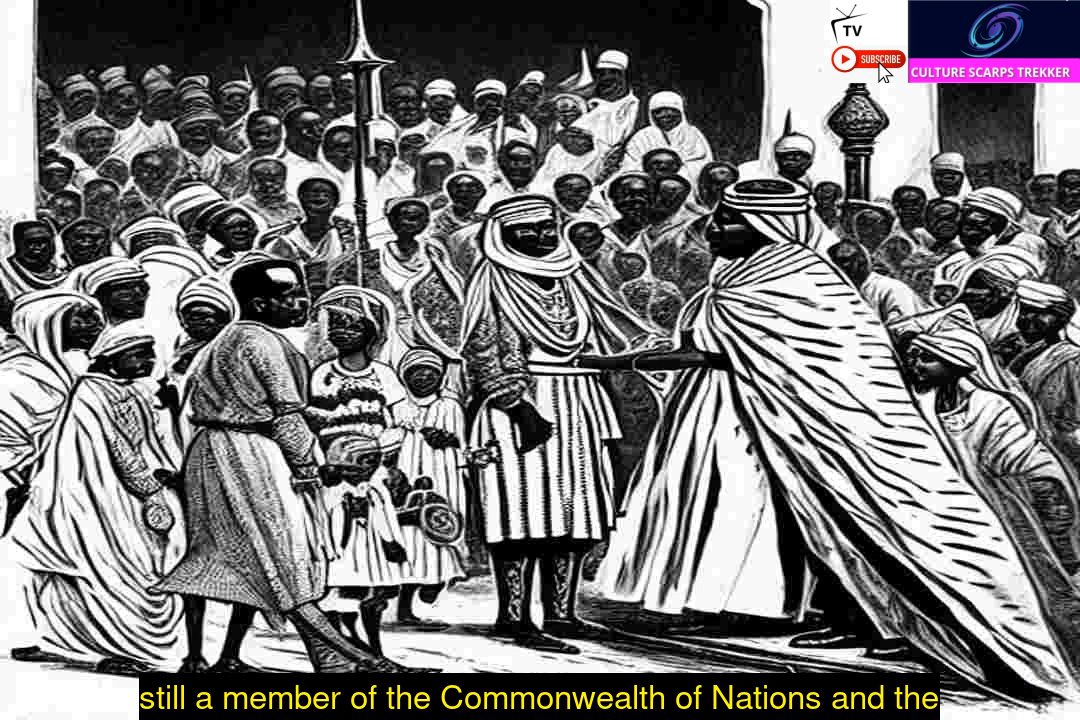 TV
SUBSCRIBE
CULTURE SCARPS TREKKER
still a member of the Commonwealth of Nations and the